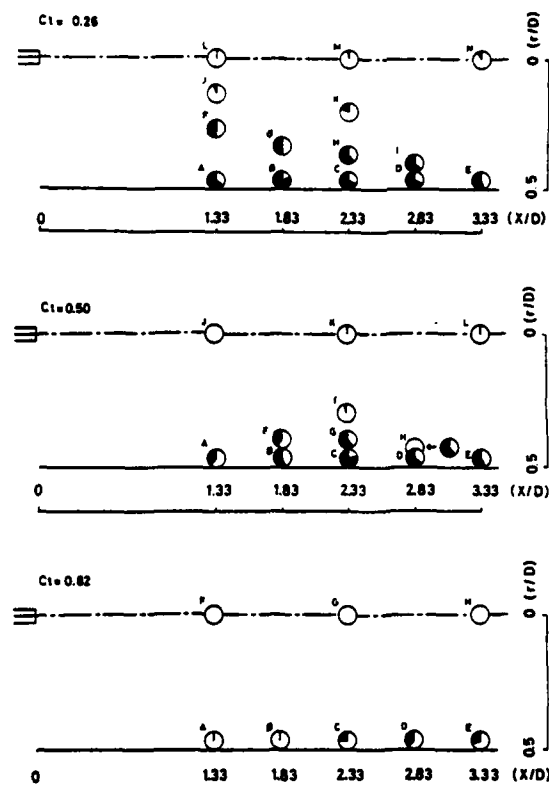 Ct= 0.26
L M N 0 (r/D)
J
K
F
Ø H I
A B C D E
0.5
0 1.33 1.83 2.33 2.83 3.33 (X/D)
Ct=0.50
J K L 0 (r/D)
I
F G H
A B C D E
0.5
0 1.33 1.83 2.33 2.83 3.33 (X/D)
Ct=0.82
F G H 0 (r/D)
A B C D E
0.5
0 1.33 1.83 2.33 2.83 3.33 (X/D)